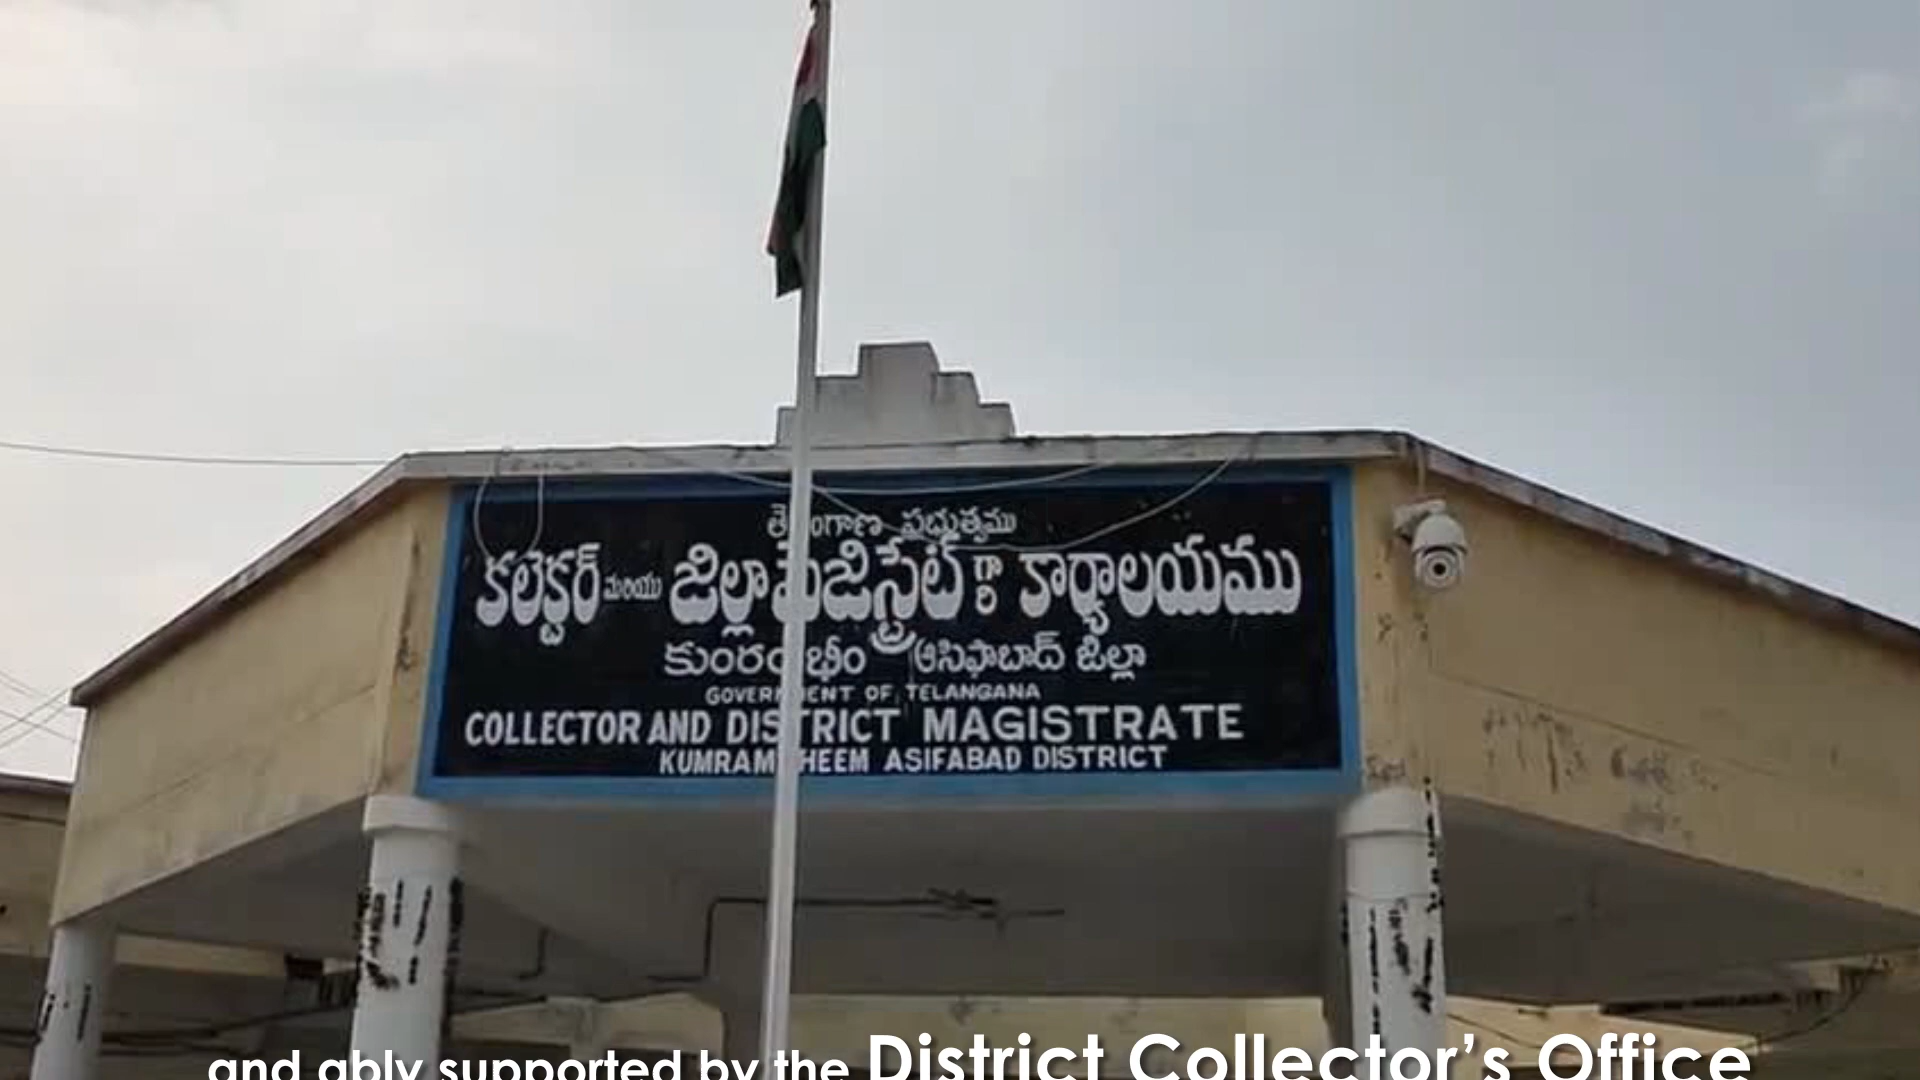 తెలంగాణ ప్రభుత్వము
కలెక్టర్ మరియు జిల్లా మేజిస్ట్రేట్ గారి కార్యాలయము
కుంరం భీం ఆసిఫాబాద్ జిల్లా
GOVERNMENT OF TELANGANA
COLLECTOR AND DISTRICT MAGISTRATE
KUMRAM BHEEM ASIFABAD DISTRICT
and ably supported by the District Collector's Office